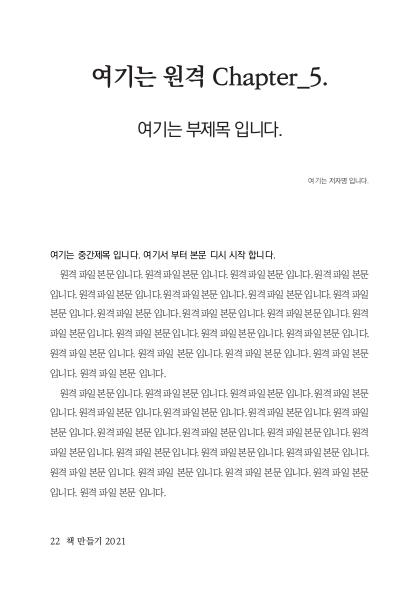 여기는 원격 Chapter_5.
여기는 부제목 입니다.
여기는 저자명 입니다.
여기는 중간제목 입니다. 여기서 부터 본문 다시 시작 합니다.
원격 파일 본문 입니다. 원격 파일 본문 입니다. 원격 파일 본문 입니다. 원격 파일 본문
입니다. 원격 파일 본문 입니다. 원격 파일 본문 입니다. 원격 파일 본문 입니다. 원격 파일
본문 입니다. 원격 파일 본문 입니다. 원격 파일 본문 입니다. 원격 파일 본문 입니다. 원격
파일 본문 입니다. 원격 파일 본문 입니다. 원격 파일 본문 입니다. 원격 파일 본문 입니다.
원격 파일 본문 입니다. 원격 파일 본문 입니다. 원격 파일 본문 입니다. 원격 파일 본문
입니다. 원격 파일 본문 입니다.
원격 파일 본문 입니다. 원격 파일 본문 입니다. 원격 파일 본문 입니다. 원격 파일 본문
입니다. 원격 파일 본문 입니다. 원격 파일 본문 입니다. 원격 파일 본문 입니다. 원격 파일
본문 입니다. 원격 파일 본문 입니다. 원격 파일 본문 입니다. 원격 파일 본문 입니다. 원격
파일 본문 입니다. 원격 파일 본문 입니다. 원격 파일 본문 입니다. 원격 파일 본문 입니다.
원격 파일 본문 입니다. 원격 파일 본문 입니다. 원격 파일 본문 입니다. 원격 파일 본문
입니다. 원격 파일 본문 입니다.
22 책 만들기 2021